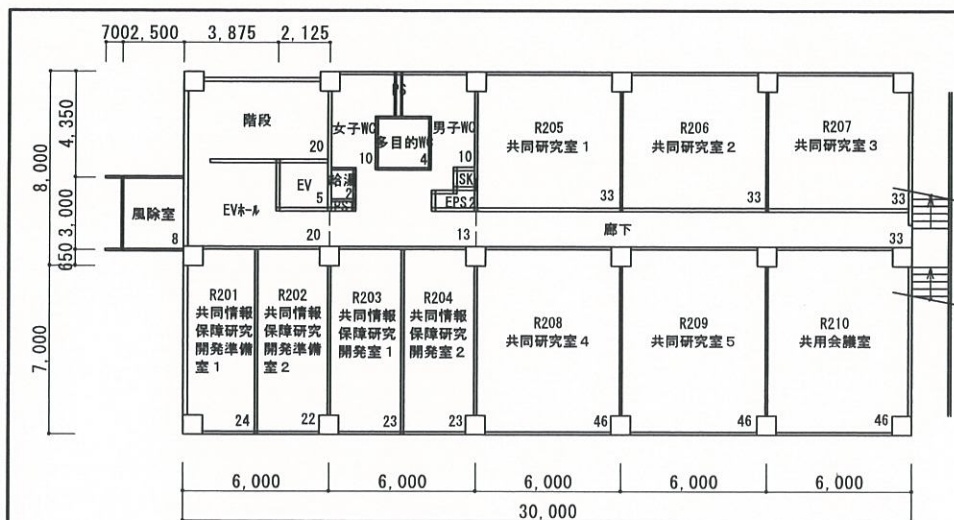 7002,500
3,875
2,125
8,000
4,350
3,000
650
7,000
階段
20
PS
女子WC
10
多目的WC
4
男子WC
10
給湯
2
PS
SK
EPS2
EV
5
EVホール
20
13
風除室
8
R205
共同研究室1
33
R206
共同研究室2
33
R207
共同研究室3
33
廊下
33
R201
共同情報
保障研究
開発準備
室1
24
R202
共同情報
保障研究
開発準備
室2
22
R203
共同情報
保障研究
開発室1
23
R204
共同情報
保障研究
開発室2
23
R208
共同研究室4
46
R209
共同研究室5
46
R210
共用会議室
46
6,000
6,000
6,000
6,000
6,000
30,000